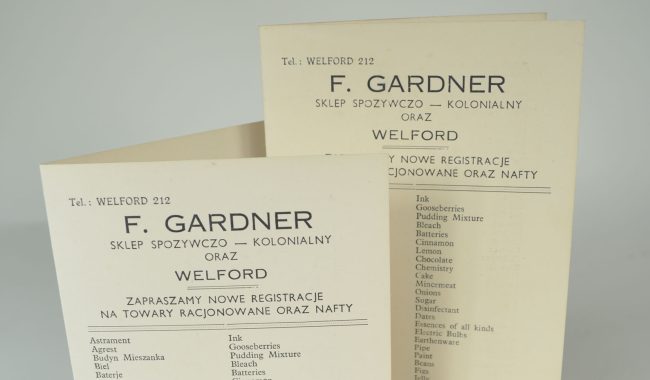 Tel.: WELFORD 212
F. GARDNER
SKLEP SPOZYWCZO — KOLONIALNY
ORAZ
WELFORD
ZAPRASZAMY NOWE REGISTRACJE
NA TOWARY RACJONOWANE ORAZ NAFTY
Astrament
Agrest
Budyn Mieszanka
Biel
Baterje
Ink
Gooseberries
Pudding Mixture
Bleach
Batteries
Tel.: WELFORD 212
F. GARDNER
SKLEP SPOZYWCZO — KOLONIALNY
ORAZ
WELFORD
NOWE REGISTRACJE
RACJONOWANE ORAZ NAFTY
Ink
Gooseberries
Pudding Mixture
Bleach
Batteries
Cinnamon
Lemon
Chocolate
Chemistry
Cake
Mincemeat
Onions
Sugar
Disinfectant
Dates
Essences of all kinds
Electric Bulbs
Earthenware
Pipe
Paint
Beans
Figs